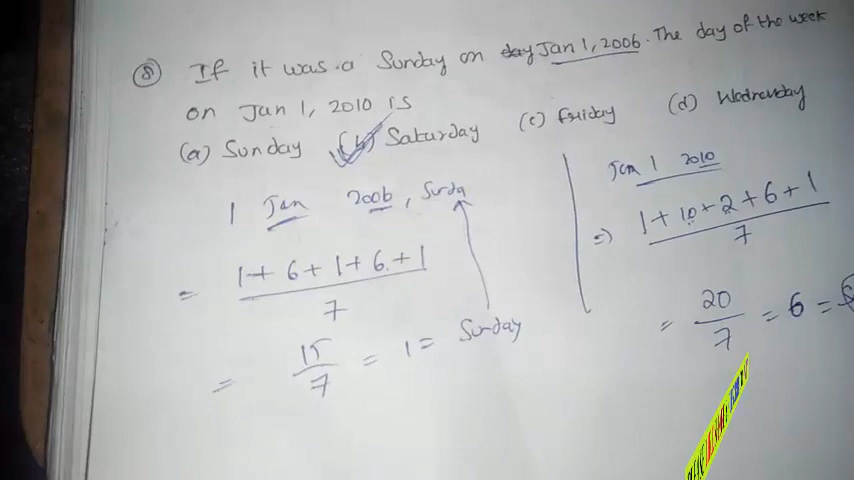 (8) If it was a Sunday on day Jan 1, 2006. The day of the week
on Jan 1, 2010 is
(a) Sunday (b) Saturday (c) Friday (d) Wednesday
1 Jan 2006, Sunda
= 1 + 6 + 1 + 6 + 1 / 7
= 15 / 7 = 1 = Sunday
Jan 1 2010
=> 1 + 10 + 2 + 6 + 1 / 7
= 20 / 7 = 6 =